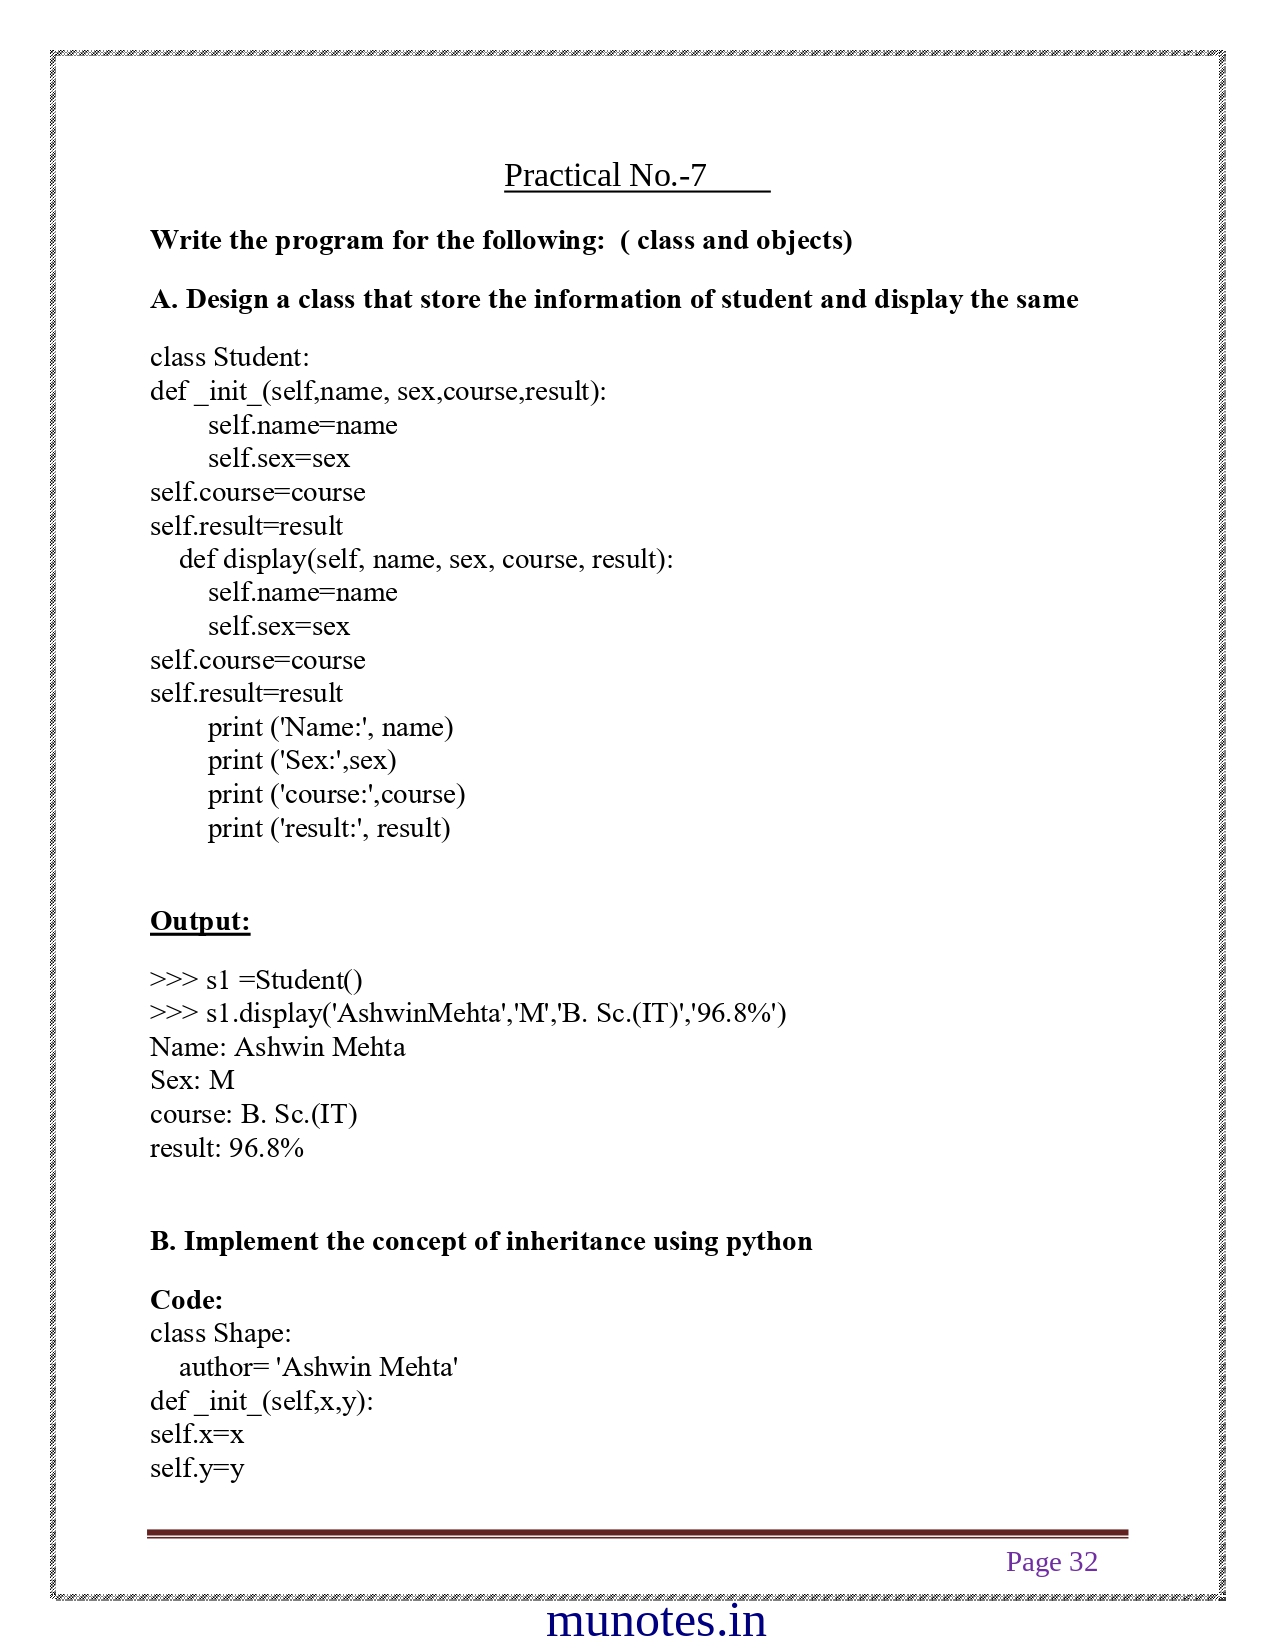 Practical No.-7
Write the program for the following:  ( class and objects)
A. Design a class that store the information of student and display the same
class Student:
def _init_(self,name, sex,course,result):
        self.name=name
        self.sex=sex
self.course=course
self.result=result
    def display(self, name, sex, course, result):
        self.name=name
        self.sex=sex
self.course=course
self.result=result
        print ('Name:', name)
        print ('Sex:',sex)
        print ('course:',course)
        print ('result:', result)
Output:
>>> s1 =Student()
>>> s1.display('AshwinMehta','M','B. Sc.(IT)','96.8%')
Name: Ashwin Mehta
Sex: M
course: B. Sc.(IT)
result: 96.8%
B. Implement the concept of inheritance using python
Code:
class Shape:
    author= 'Ashwin Mehta'
def _init_(self,x,y):
self.x=x
self.y=y
Page 32
munotes.in